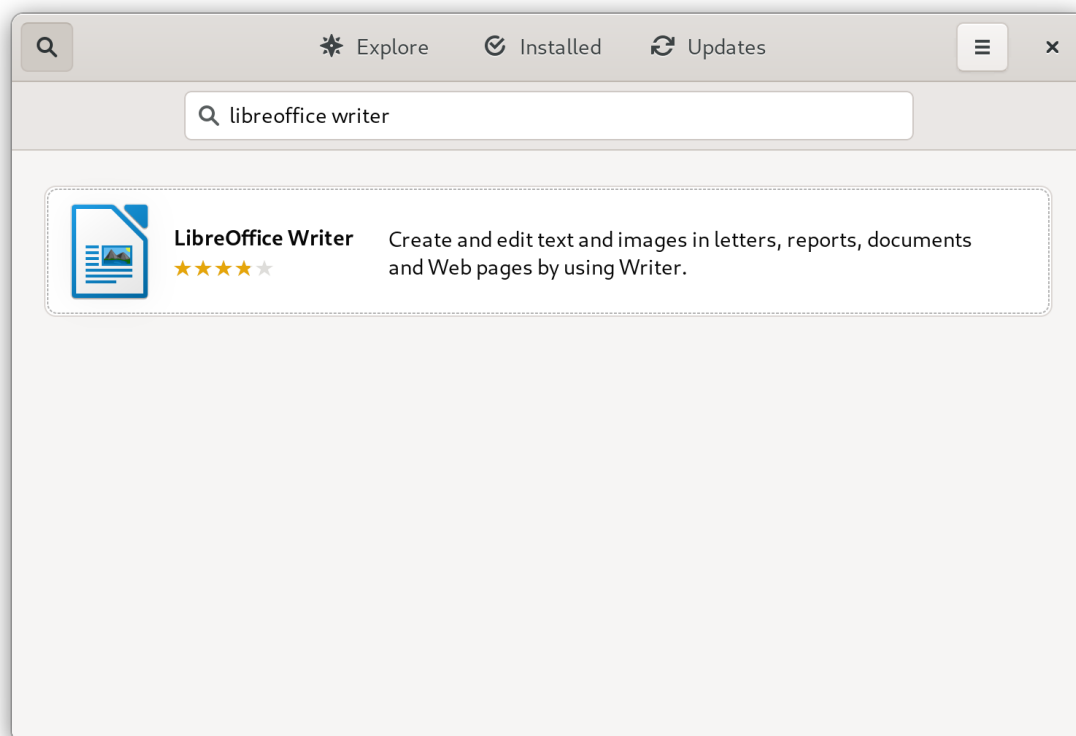 Explore Installed Updates
libreoffice writer
LibreOffice Writer
Create and edit text and images in letters, reports, documents
and Web pages by using Writer.